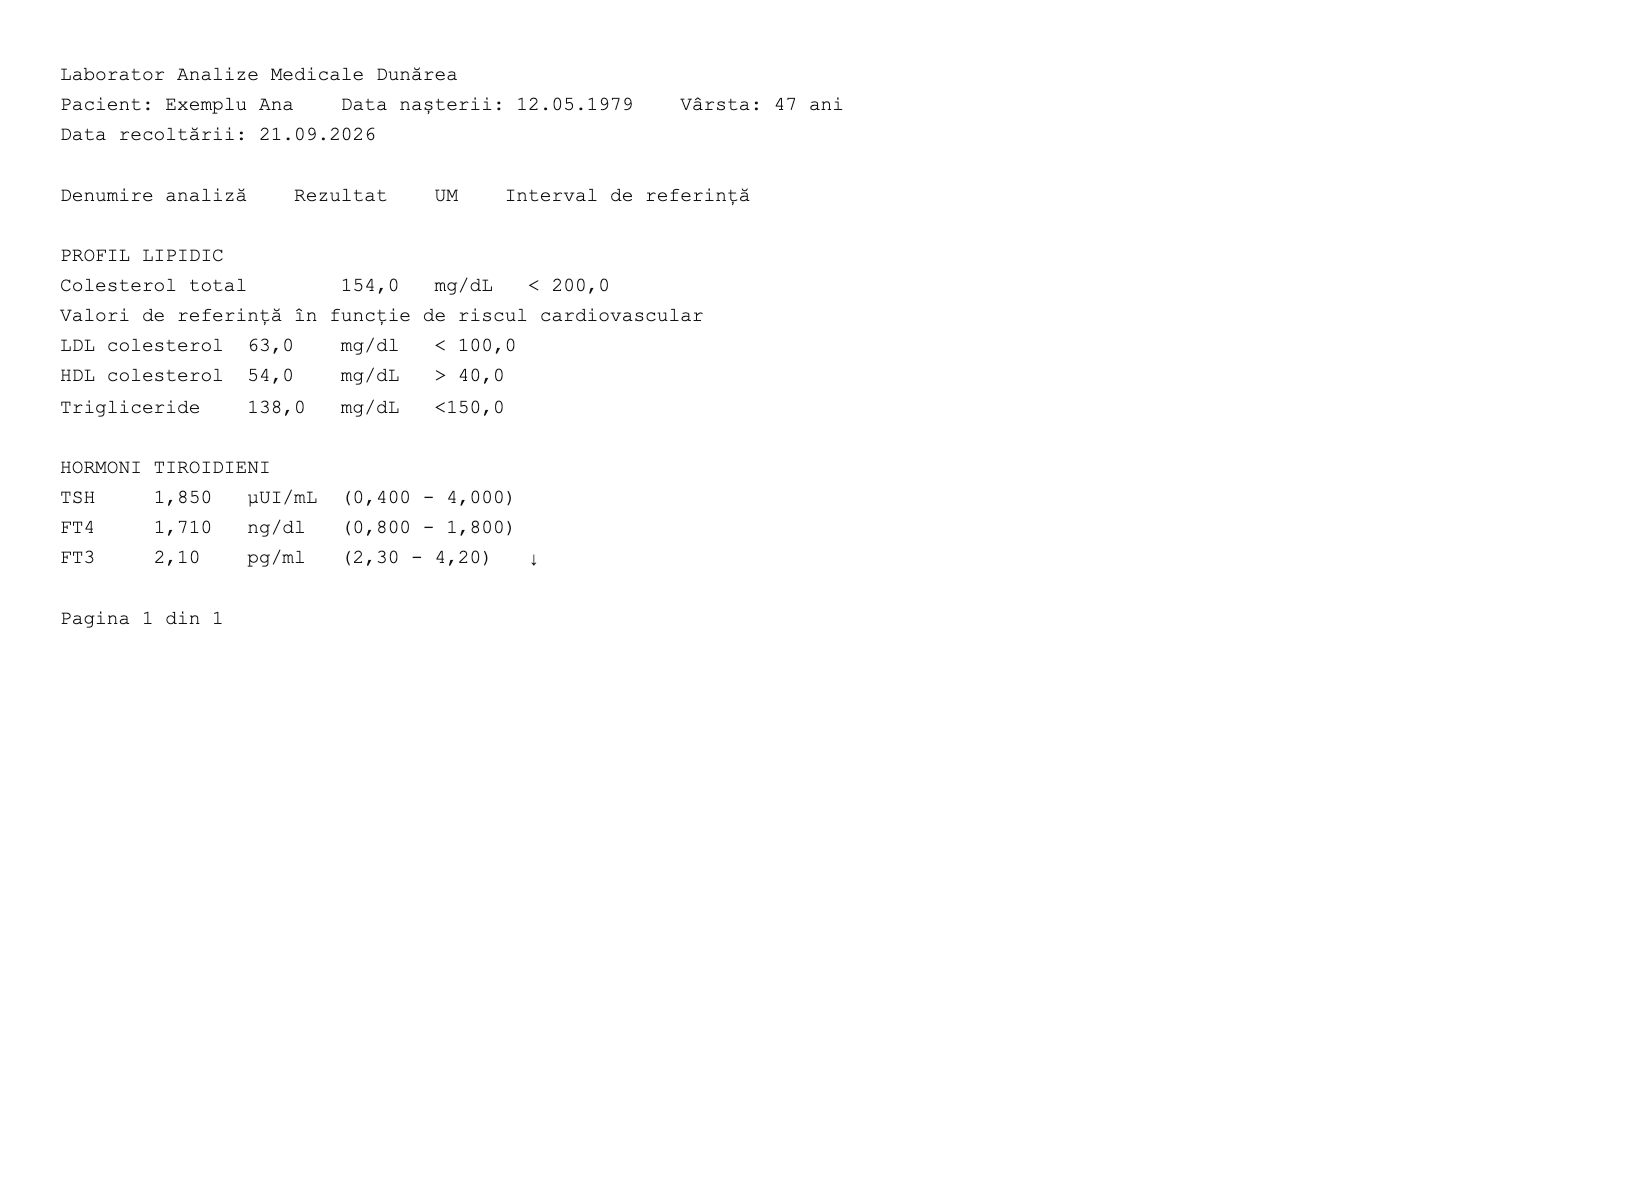 Laborator Analize Medicale Dunărea
Pacient: Exemplu Ana    Data nașterii: 12.05.1979    Vârsta: 47 ani
Data recoltării: 21.09.2026
Denumire analiză    Rezultat    UM    Interval de referință
PROFIL LIPIDIC
Colesterol total        154,0   mg/dL   < 200,0
Valori de referință în funcție de riscul cardiovascular
LDL colesterol  63,0    mg/dl   < 100,0
HDL colesterol  54,0    mg/dL   > 40,0
Trigliceride    138,0   mg/dL   <150,0
HORMONI TIROIDIENI
TSH     1,850   µUI/mL  (0,400 - 4,000)
FT4     1,710   ng/dl   (0,800 - 1,800)
FT3     2,10    pg/ml   (2,30 - 4,20)   ↓
Pagina 1 din 1